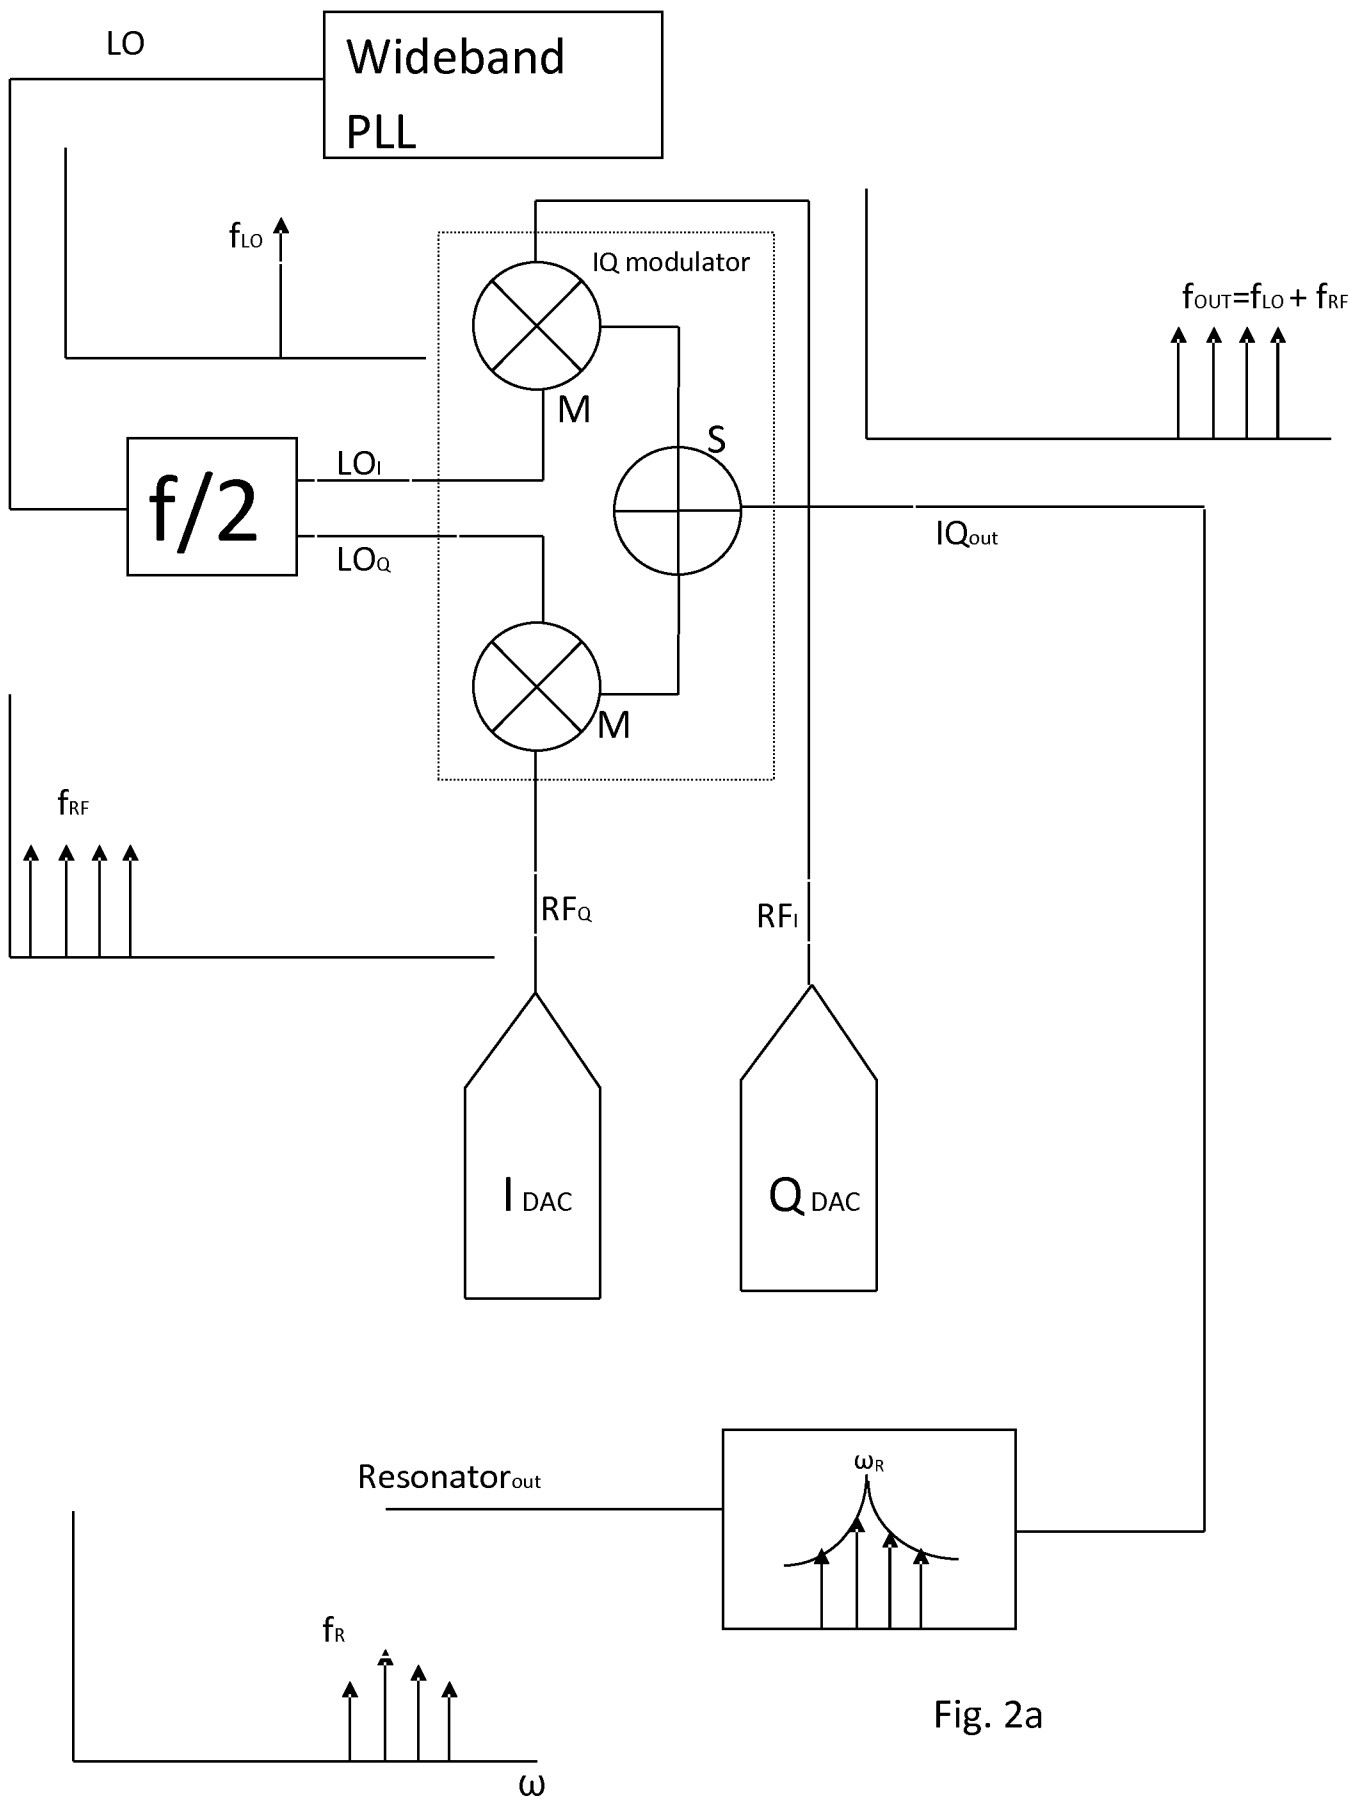 LO
Wideband
PLL
fLO
IQ modulator
fOUT=fLO + fRF
M
S
LOI
f/2
IQout
LOQ
M
fRF
RFQ
RFI
I DAC
Q DAC
ωR
Resonatorout
fR
Fig. 2a
ω